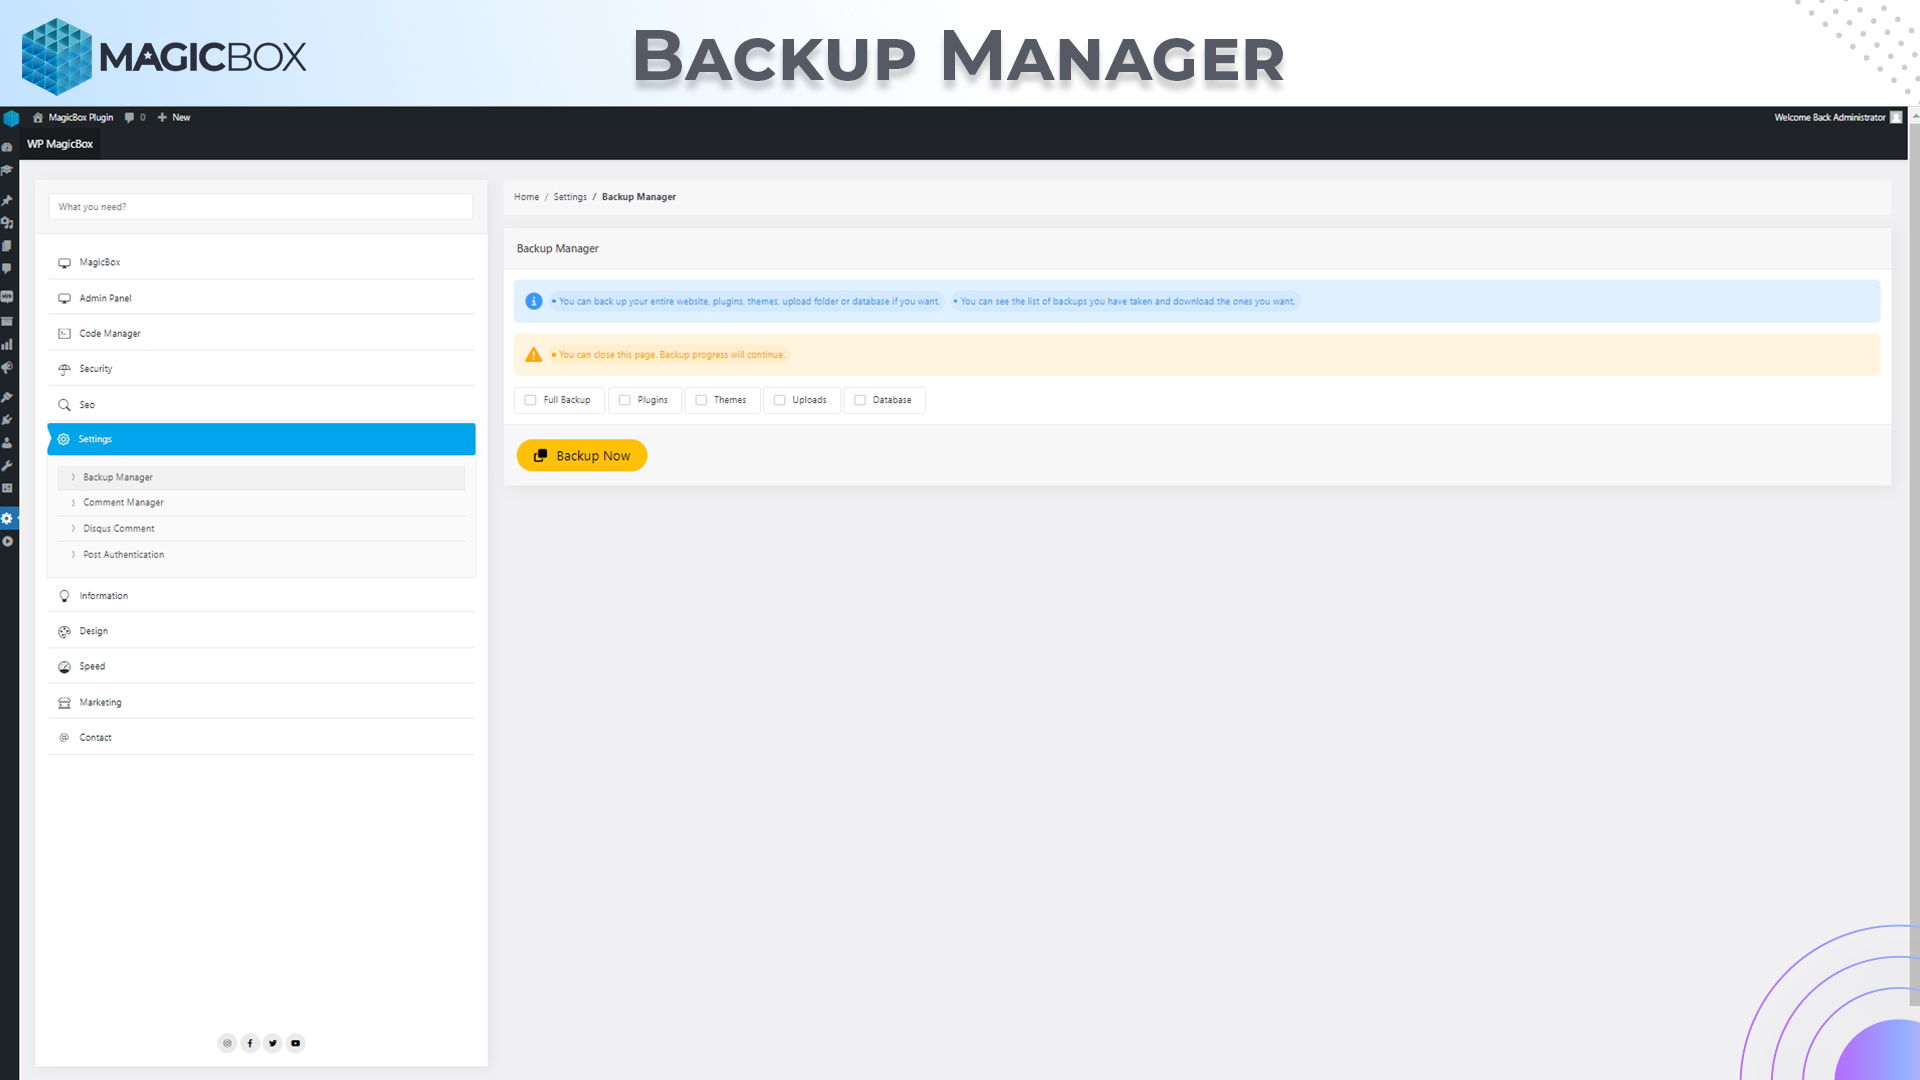 MAGICBOX
BACKUP MANAGER
MagicBox Plugin 0 New
Welcome Back Administrator
WP MagicBox
What you need?
MagicBox
Admin Panel
Code Manager
Security
Seo
Settings
Backup Manager
Comment Manager
Disqus Comment
Post Authentication
Information
Design
Speed
Marketing
Contact
Home / Settings / Backup Manager
Backup Manager
• You can back up your entire website, plugins, themes, upload folder or database if you want. • You can see the list of backups you have taken and download the ones you want.
• You can close this page. Backup progress will continue.
Full Backup Plugins Themes Uploads Database
Backup Now